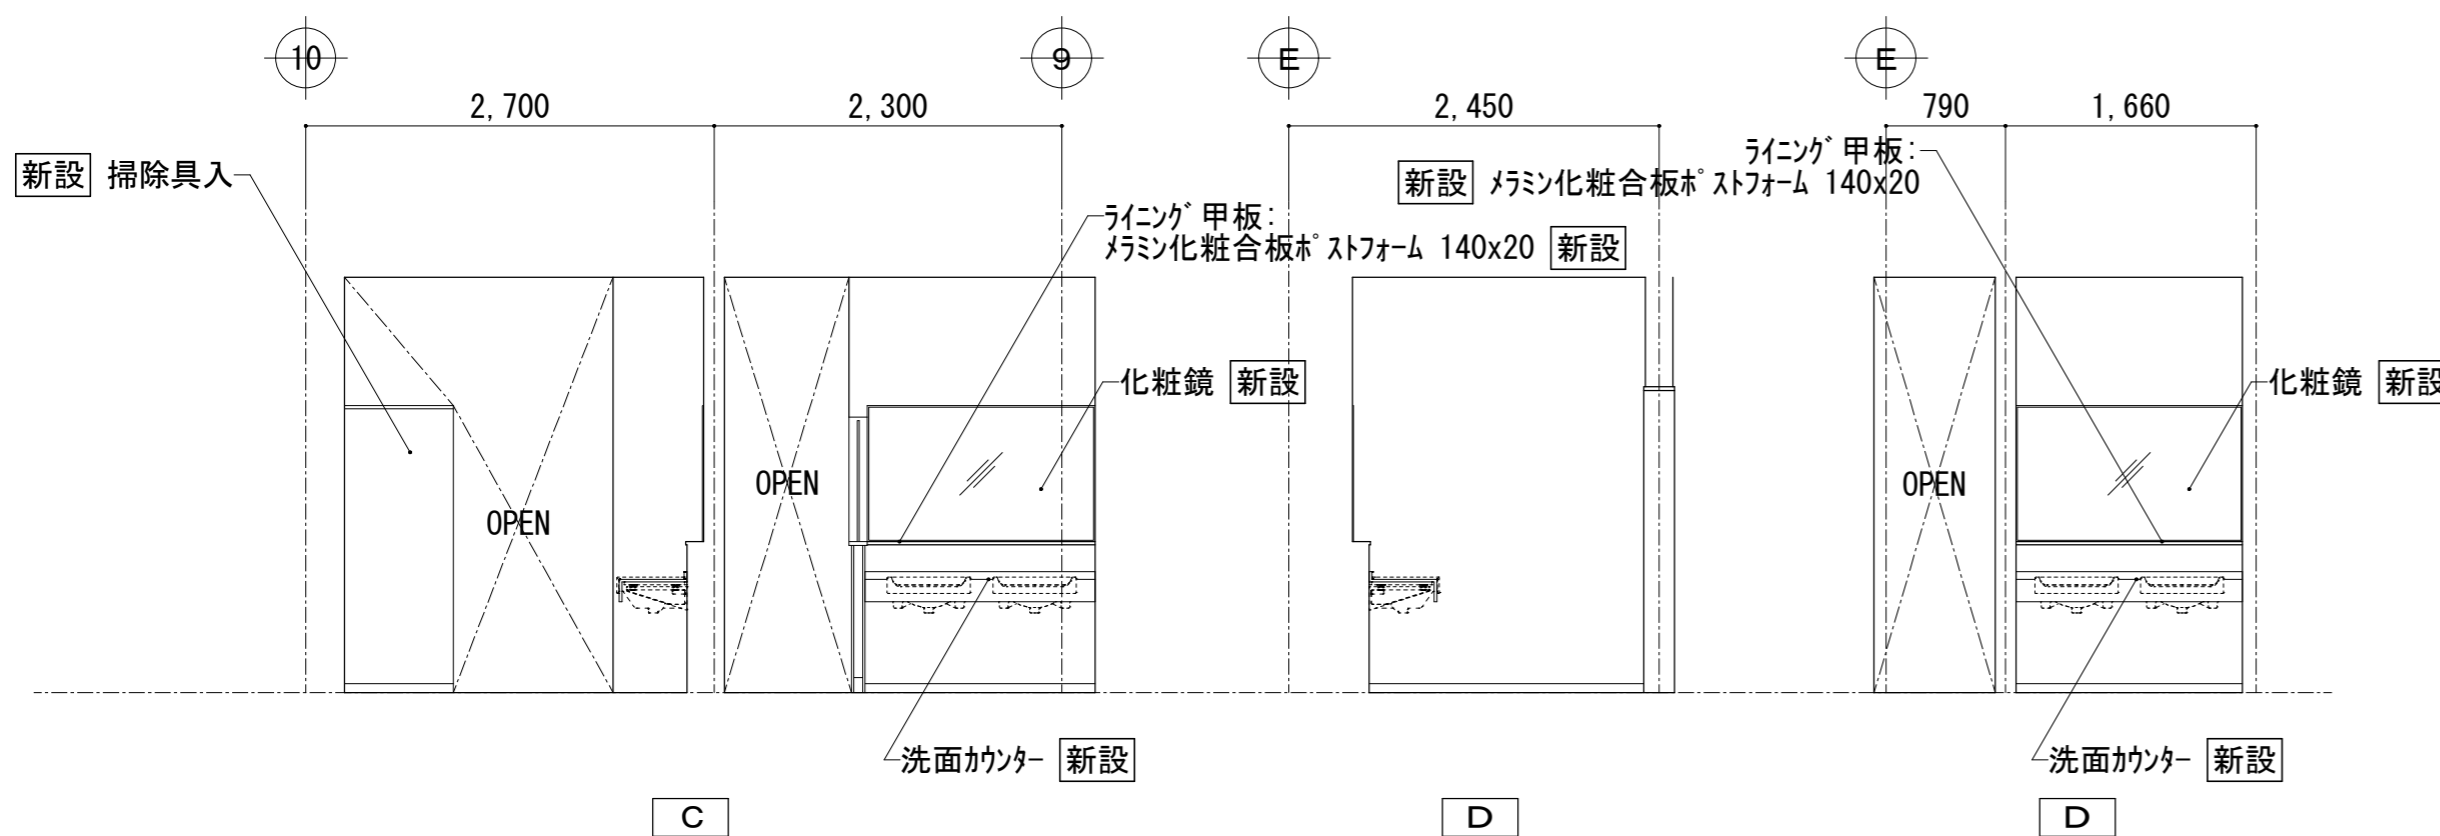 10
9
E
E
2,700
2,300
2,450
790
1,660
新設 掃除具入
ﾗｲﾆﾝｸﾞ甲板:
新設 ﾒﾗﾐﾝ化粧合板ﾎﾟｽﾄﾌｫｰﾑ 140x20
ﾗｲﾆﾝｸﾞ甲板:
ﾒﾗﾐﾝ化粧合板ﾎﾟｽﾄﾌｫｰﾑ 140x20 新設
化粧鏡 新設
化粧鏡 新設
OPEN
OPEN
OPEN
洗面ｶｳﾝﾀｰ 新設
洗面ｶｳﾝﾀｰ 新設
C
D
D